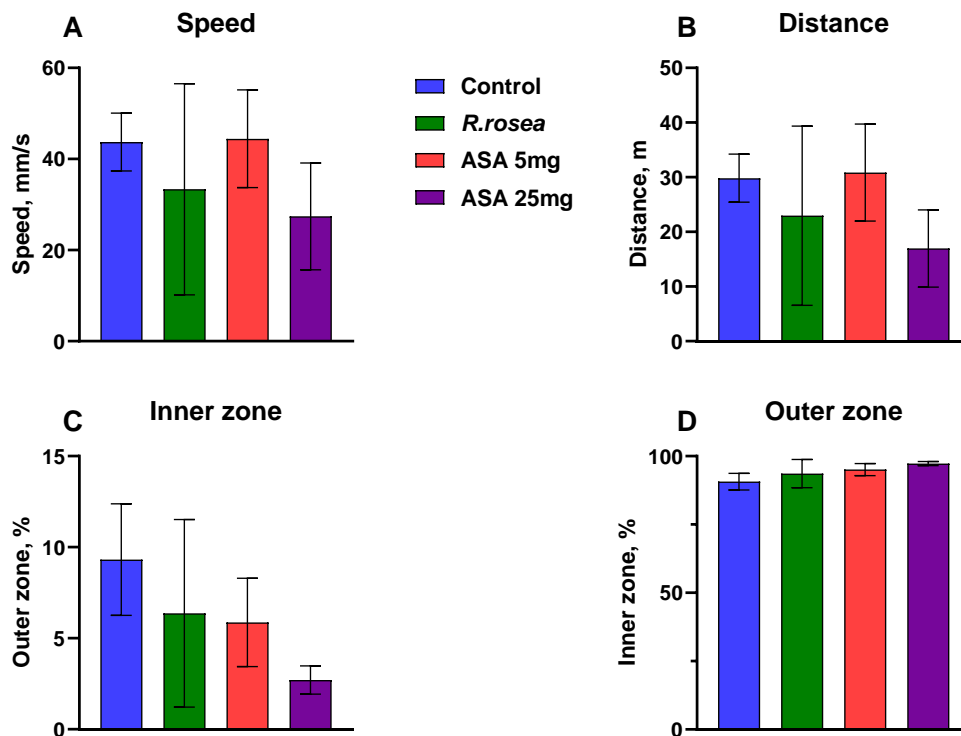 A Speed
60
40
20
0
Speed, mm/s
Control
R.rosea
ASA 5mg
ASA 25mg
B Distance
50
40
30
20
10
0
Distance, m
C Inner zone
15
10
5
0
Outer zone, %
D Outer zone
100
50
0
Inner zone, %